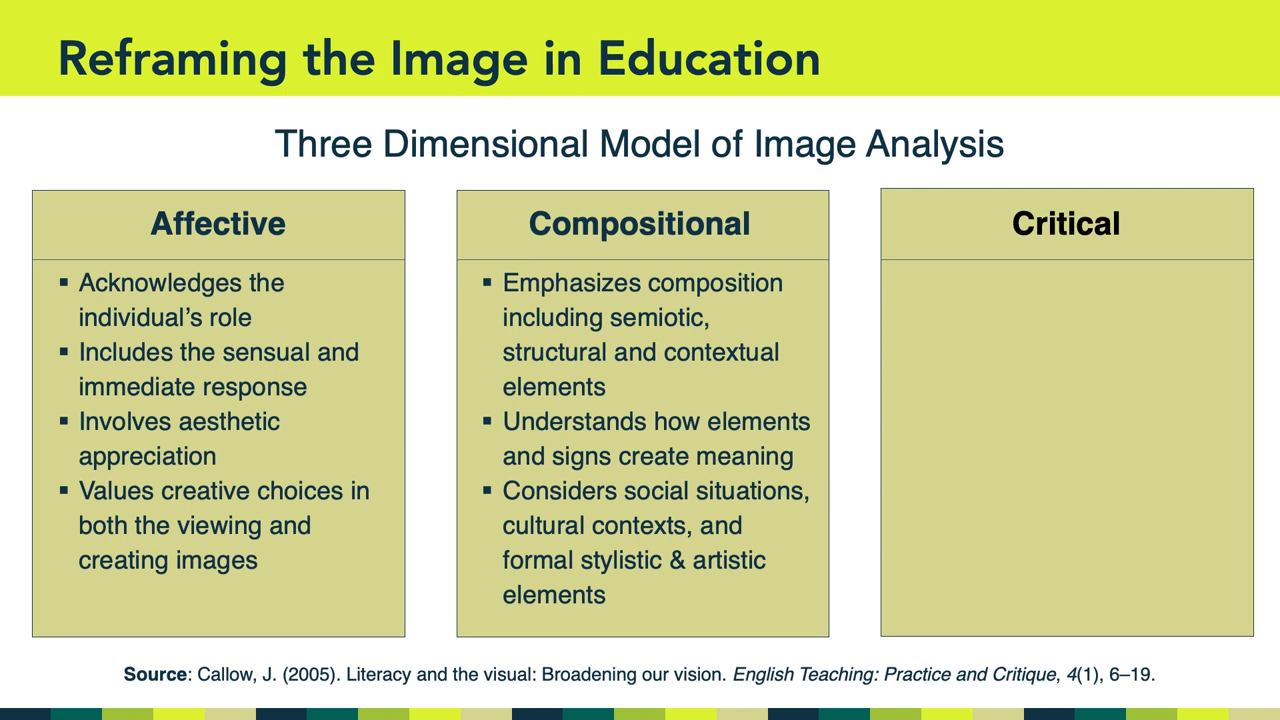 Reframing the Image in Education
Three Dimensional Model of Image Analysis
Affective
▪ Acknowledges the
individual’s role
▪ Includes the sensual and
immediate response
▪ Involves aesthetic
appreciation
▪ Values creative choices in
both the viewing and
creating images
Compositional
▪ Emphasizes composition
including semiotic,
structural and contextual
elements
▪ Understands how elements
and signs create meaning
▪ Considers social situations,
cultural contexts, and
formal stylistic & artistic
elements
Critical
Source: Callow, J. (2005). Literacy and the visual: Broadening our vision. English Teaching: Practice and Critique, 4(1), 6–19.